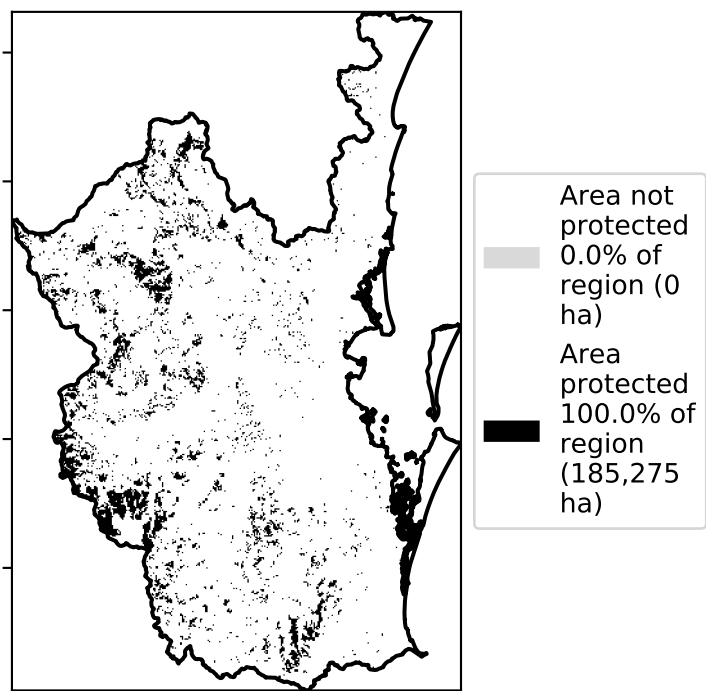 Area not
protected
0.0% of
region (0
ha)
Area
protected
100.0% of
region
(185,275
ha)